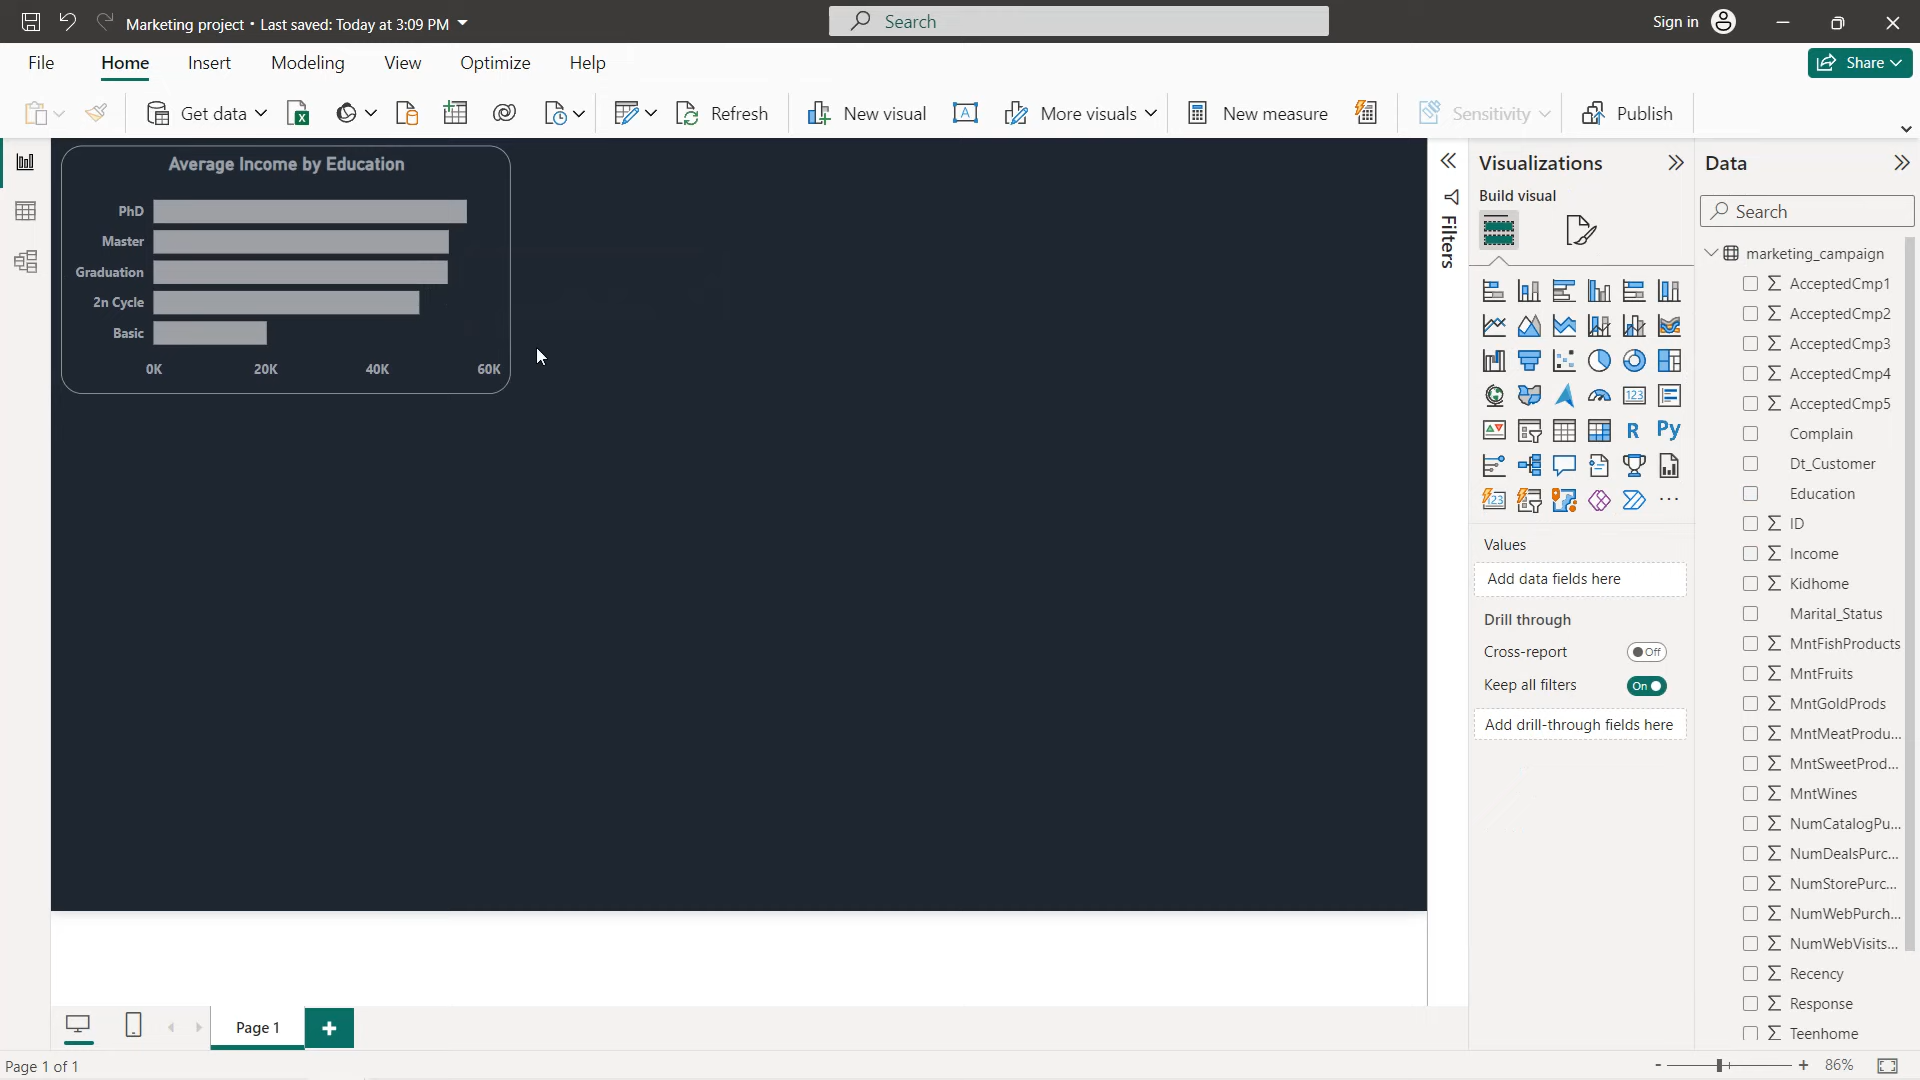 Marketing project • Last saved: Today at 3:09 PM
Search
Sign in
File
Home
Insert
Modeling
View
Optimize
Help
Share
Get data
Refresh
New visual
More visuals
New measure
Sensitivity
Publish
Average Income by Education
PhD
Master
Graduation
2n Cycle
Basic
0K
20K
40K
60K
Filters
Visualizations
Build visual
123
R
Py
123
Values
Add data fields here
Drill through
Cross-report
Off
Keep all filters
On
Add drill-through fields here
Data
Search
marketing_campaign
AcceptedCmp1
AcceptedCmp2
AcceptedCmp3
AcceptedCmp4
AcceptedCmp5
Complain
Dt_Customer
Education
ID
Income
Kidhome
Marital_Status
MntFishProducts
MntFruits
MntGoldProds
MntMeatProdu...
MntSweetProd...
MntWines
NumCatalogPu...
NumDealsPurc...
NumStorePurc...
NumWebPurch...
NumWebVisits...
Recency
Response
Teenhome
Page 1
Page 1 of 1
86%